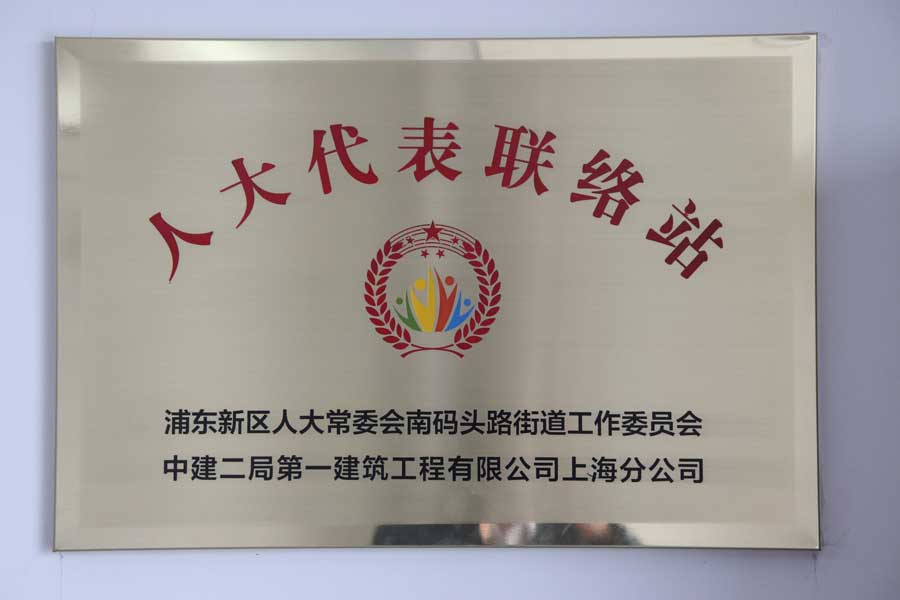 人大代表联络站
浦东新区人大常委会南码头路街道工作委员会
中建二局第一建筑工程有限公司上海分公司